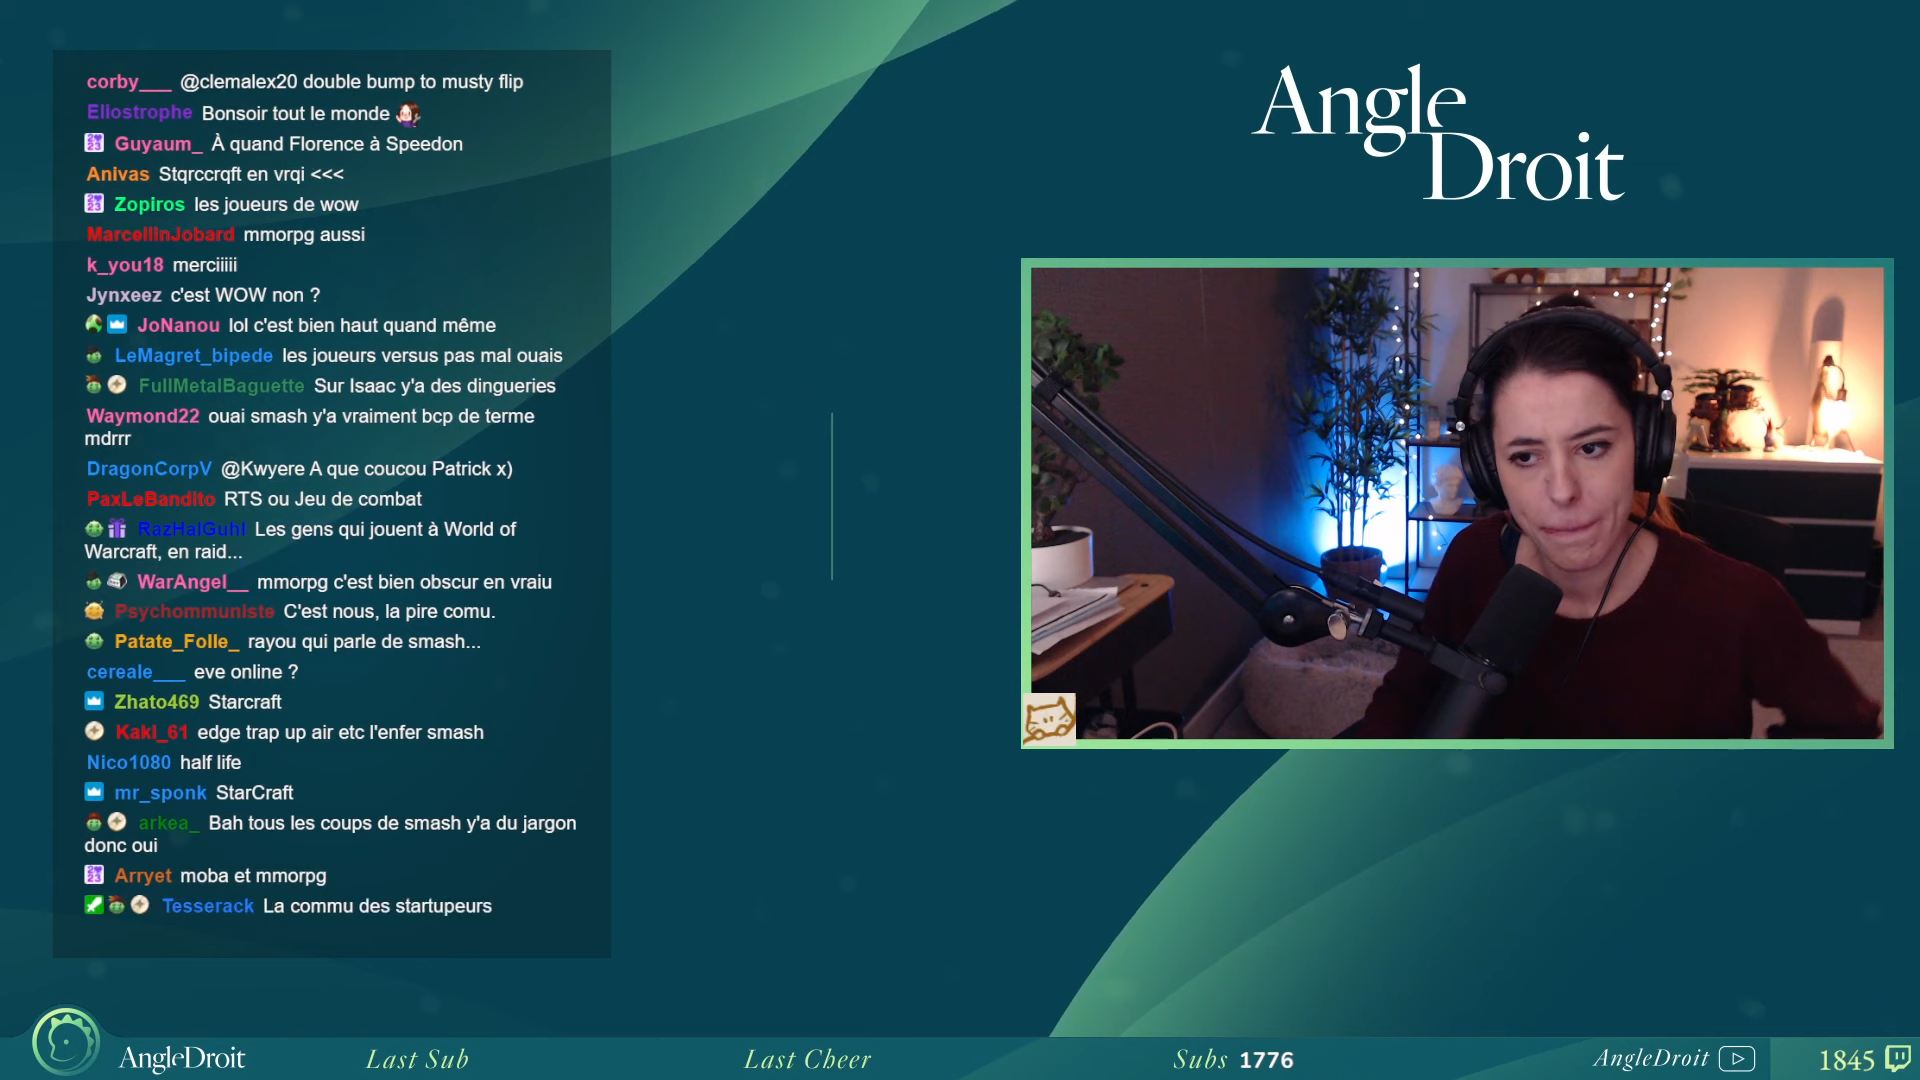 corby___ @clemalex20 double bump to musty flip
Eliostrophe Bonsoir tout le monde
Guyaum_ À quand Florence à Speedon
Anivas Stqrccrqft en vrqi <<<
Zopiros les joueurs de wow
MarcellinJobard mmorpg aussi
k_you18 merciiiii
Jynxeez c'est WOW non ?
JoNanou lol c'est bien haut quand même
LeMagret_bipede les joueurs versus pas mal ouais
FullMetalBaguette Sur Isaac y'a des dingueries
Waymond22 ouai smash y'a vraiment bcp de terme
mdrrr
DragonCorpV @Kwyere A que coucou Patrick x)
PaxLeBandito RTS ou Jeu de combat
RazHalGuhl Les gens qui jouent à World of
Warcraft, en raid...
WarAngel__ mmorpg c'est bien obscur en vraiu
Psychommuniste C'est nous, la pire comu.
Patate_Folle_ rayou qui parle de smash...
cereale___ eve online ?
Zhato469 Starcraft
KakI_61 edge trap up air etc l'enfer smash
Nico1080 half life
mr_sponk StarCraft
arkea_ Bah tous les coups de smash y'a du jargon
donc oui
Arryet moba et mmorpg
Tesserack La commu des startupeurs
Angle
Droit
AngleDroit
Last Sub
Last Cheer
Subs 1776
AngleDroit
1845